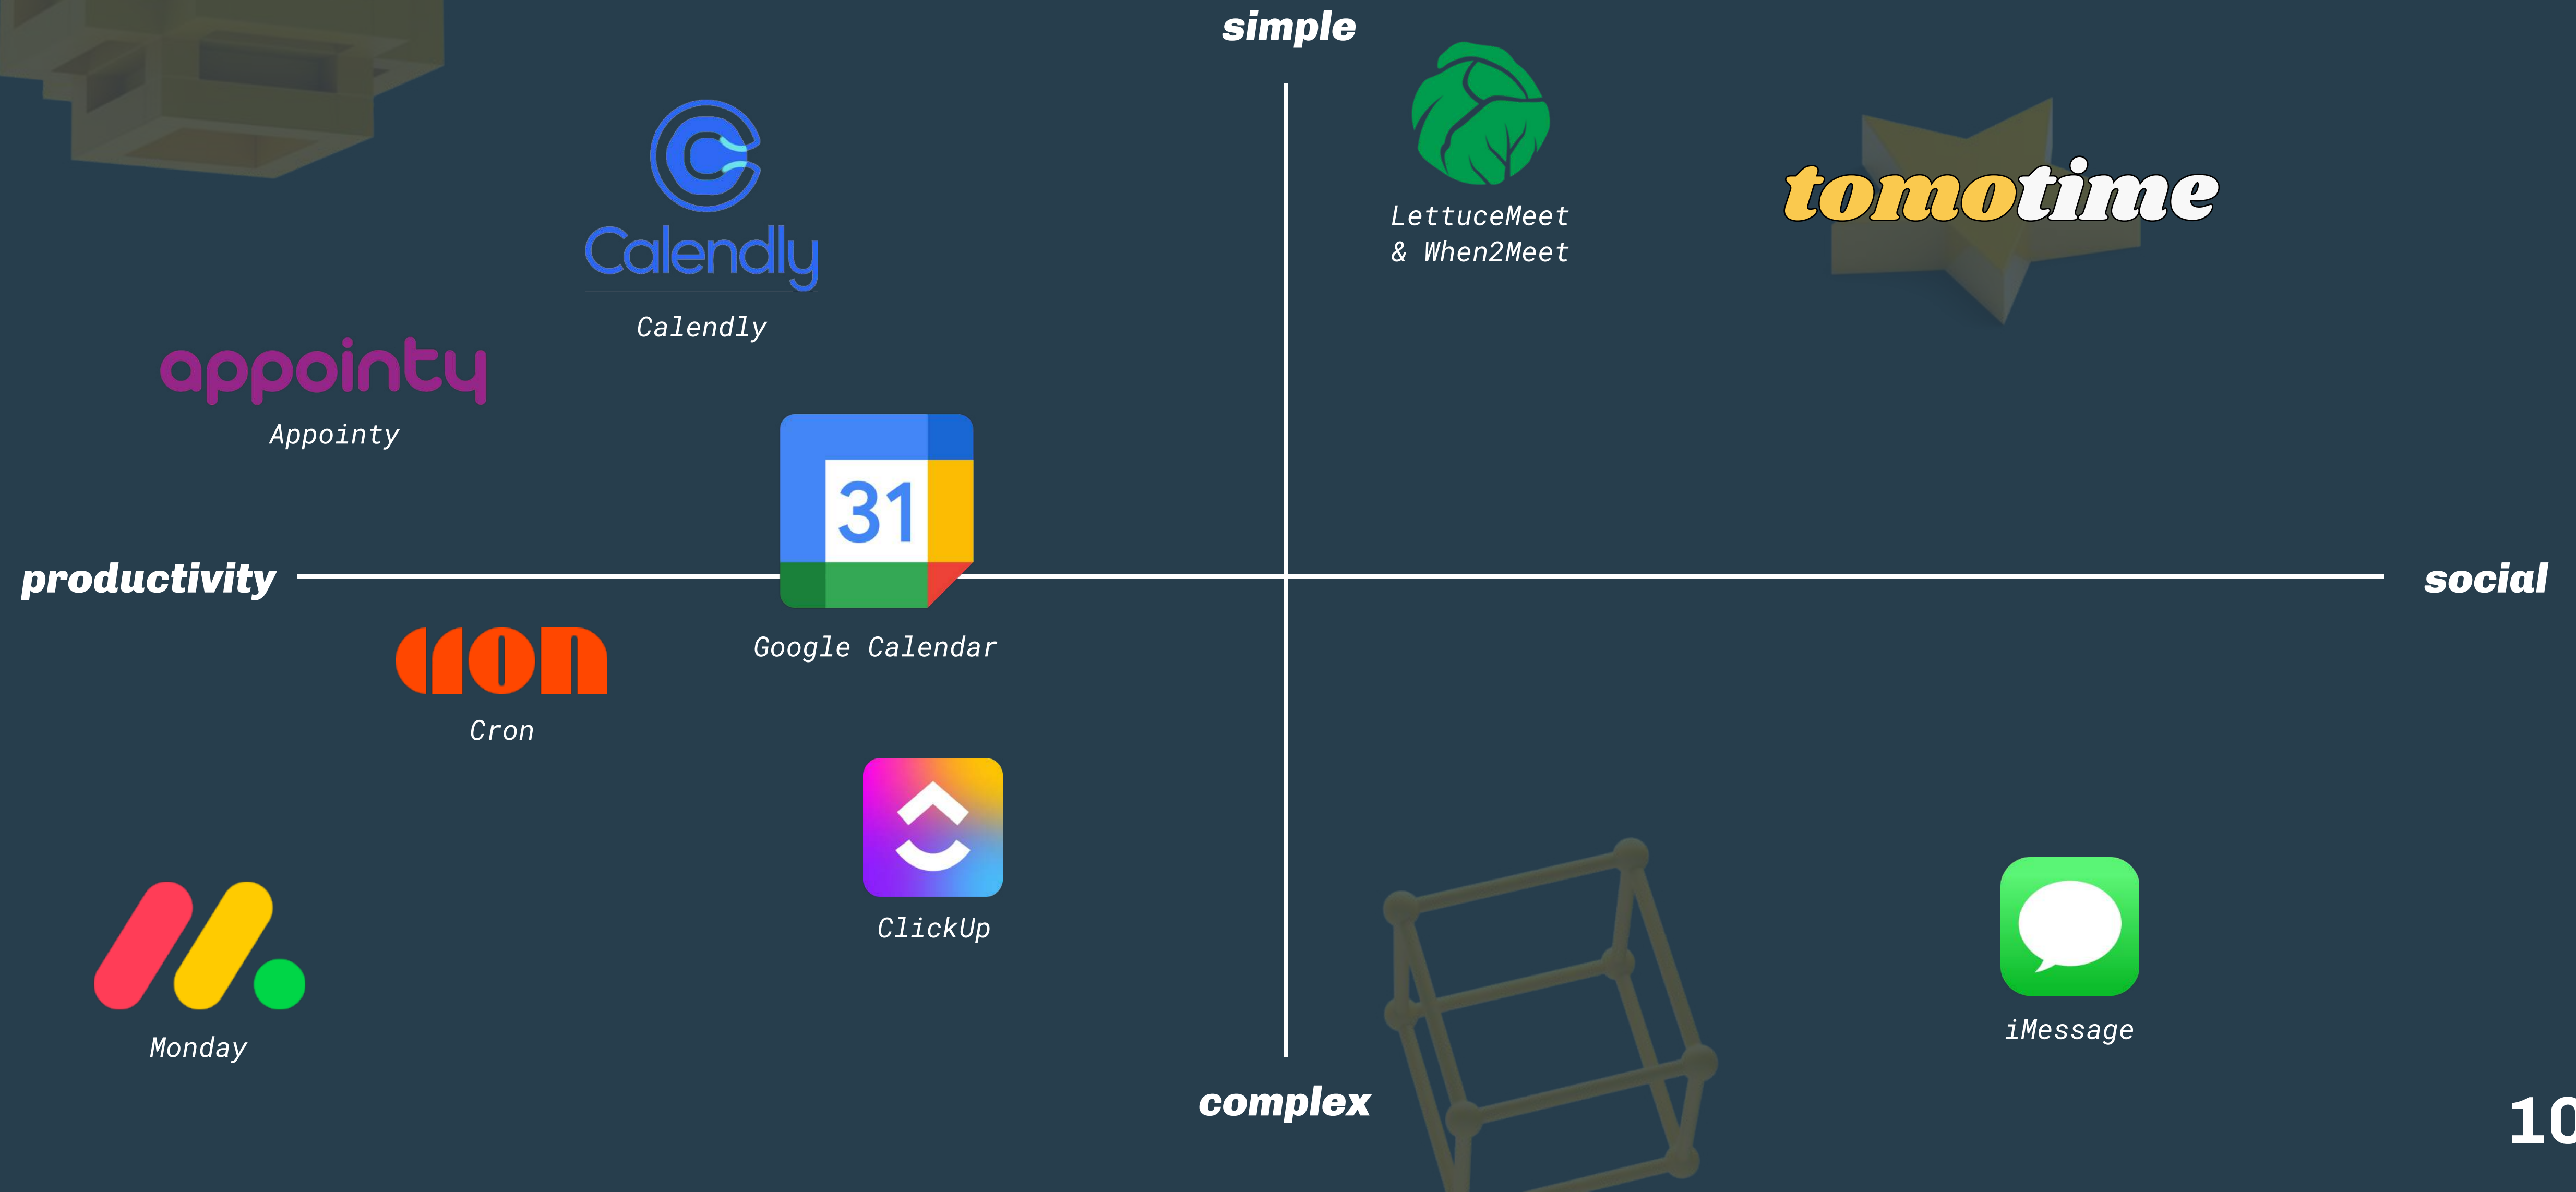 simple
LettuceMeet
& When2Meet
tomotime
Calendly
Calendly
appointy
Appointy
31
Google Calendar
productivity
social
cron
Cron
ClickUp
Monday
iMessage
complex
10